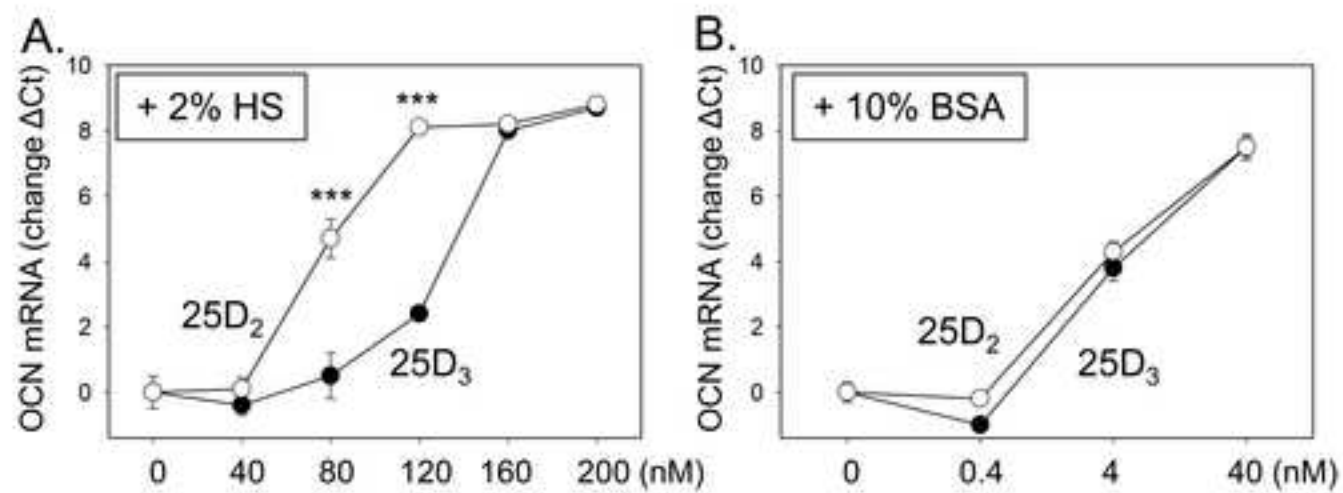 A.
OCN mRNA (change ΔCt)
10
8
6
4
2
0
+ 2% HS
***
***
25D₂
25D₃
0 40 80 120 160 200 (nM)
B.
OCN mRNA (change ΔCt)
10
8
6
4
2
0
+ 10% BSA
25D₂
25D₃
0 0.4 4 40 (nM)